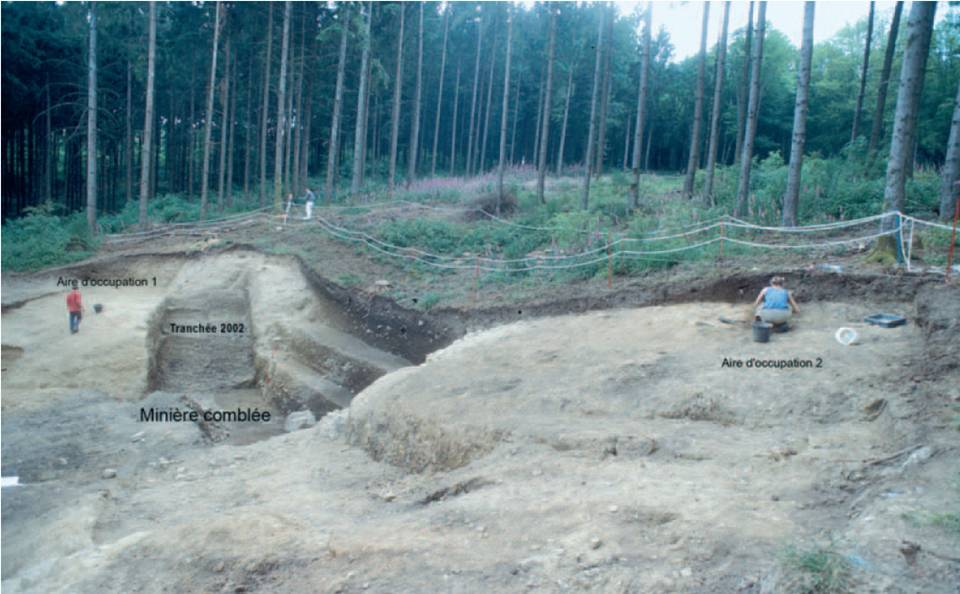 Aire d'occupation 1
Tranchée 2002
Aire d'occupation 2
Minière comblée